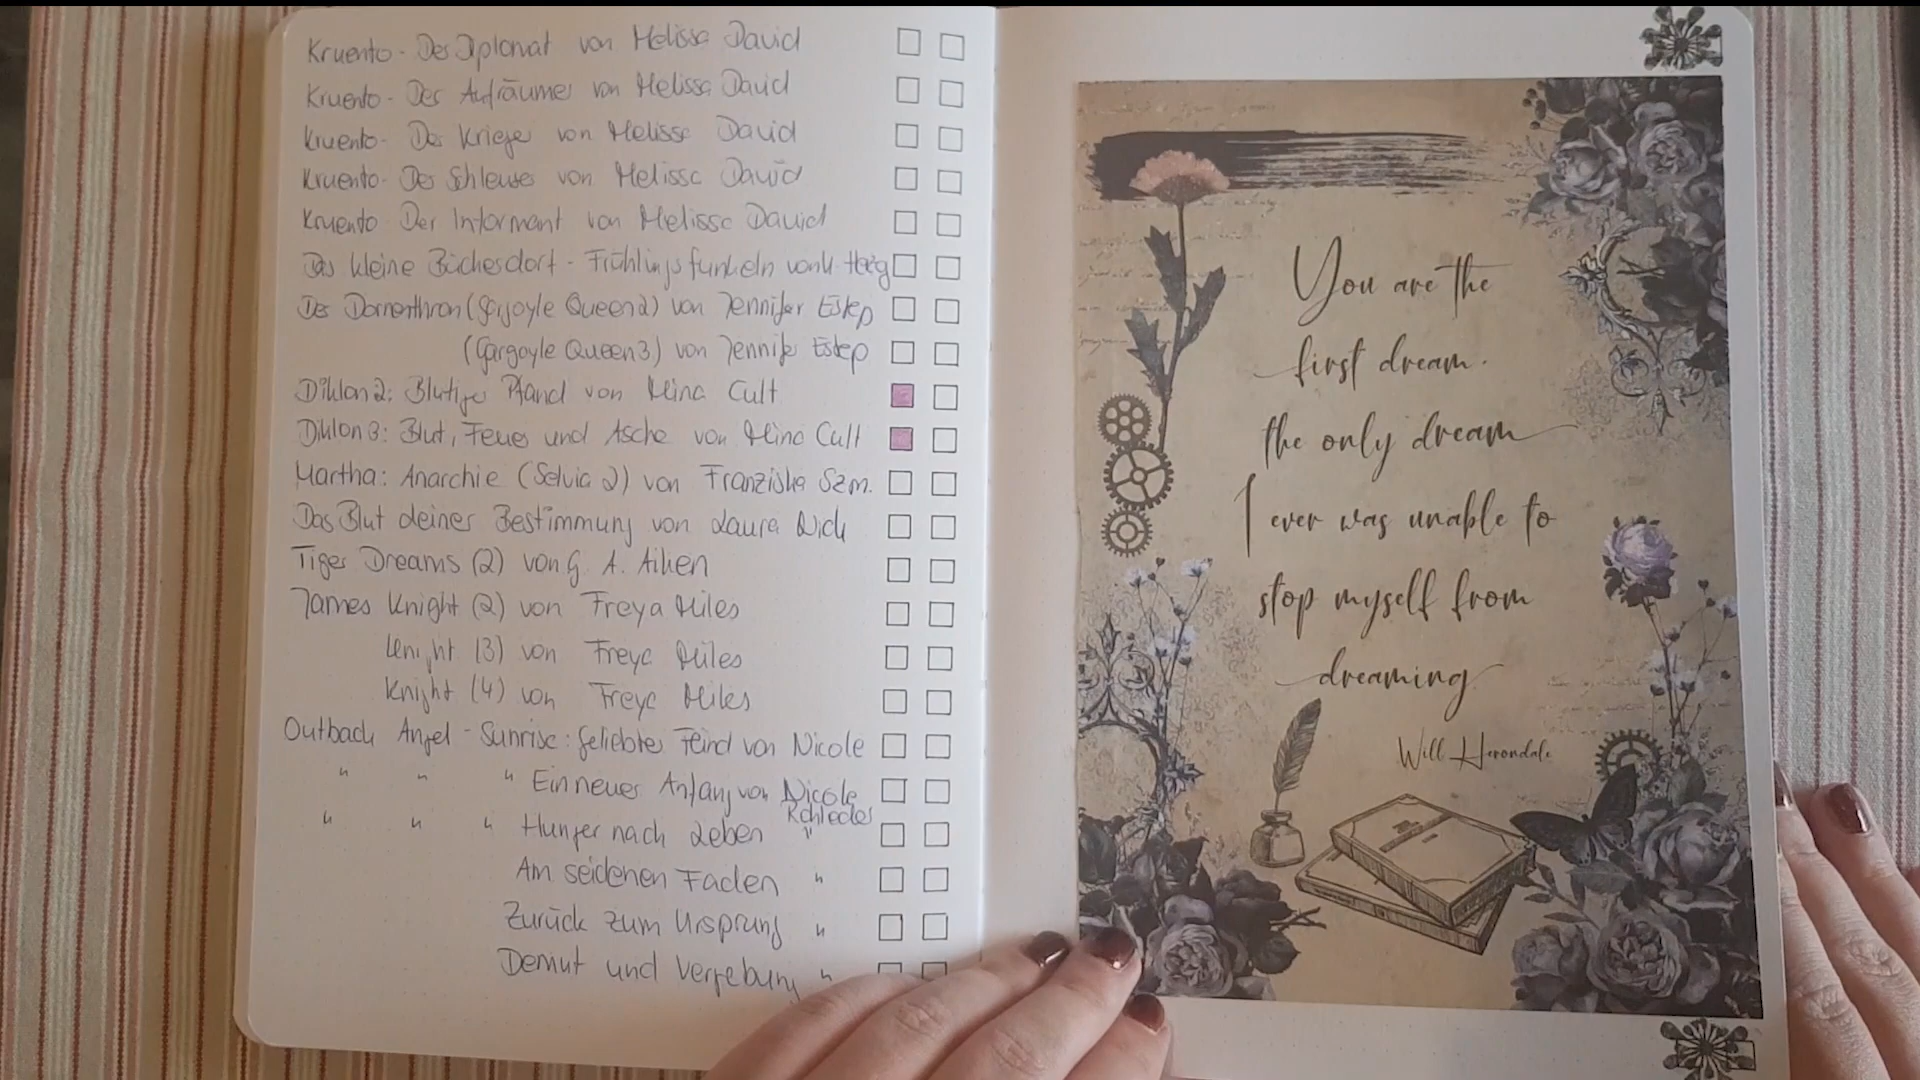 Kruento - Der Diplomat von Melissa David
Kruento - Der Aufräumer von Melissa David
Kruento - Der Krieger von Melissa David
Kruento - Der Schleuser von Melissa David
Kruento - Der Informant von Melissa David
Das kleine Bücherdorf - Frühlingsfunkeln von K. Herzog
Der Dornenthron (Gargoyle Queen 2) von Jennifer Estep
(Gargoyle Queen 3) von Jennifer Estep
2: Blutiges Pfand von Mina Cult
3: Blut, Feuer und Asche von Mina Cult
Martha: Anarchie (Selvia 2) von Franziska Szm.
Das Blut deiner Bestimmung von Laura Nick
Tiger Dreams (2) von G. A. Aiken
James Knight (2) von Freya Miles
Knight (3) von Freya Miles
Knight (4) von Freya Miles
Outback Angel - Sunrise: Geliebter Feind von Nicole
" " " Ein neuer Anfang von Nicole
" " " Hunger nach Leben "
Am seidenen Faden "
Zurück zum Ursprung "
Demut und Vergebung "
You are the
first dream.
the only dream
I ever was unable to
stop myself from
dreaming
Will Herondale